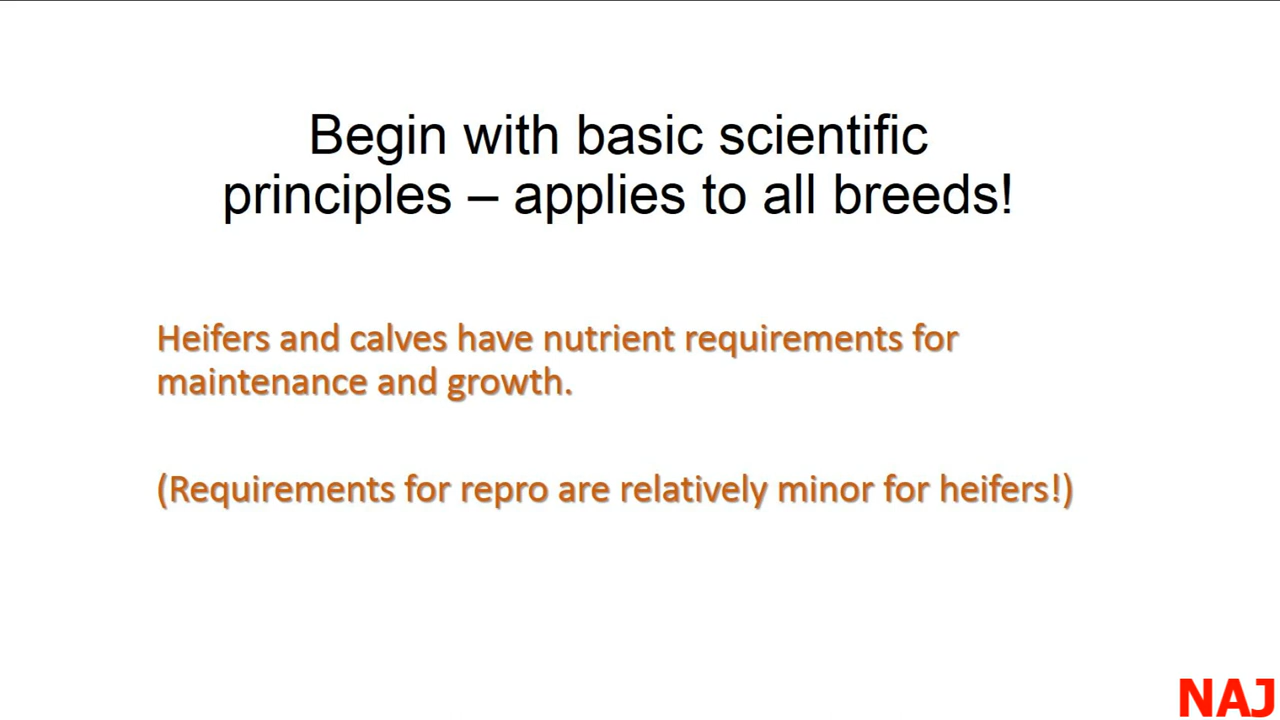 Begin with basic scientific
principles – applies to all breeds!
Heifers and calves have nutrient requirements for
maintenance and growth.
(Requirements for repro are relatively minor for heifers!)
NAJ